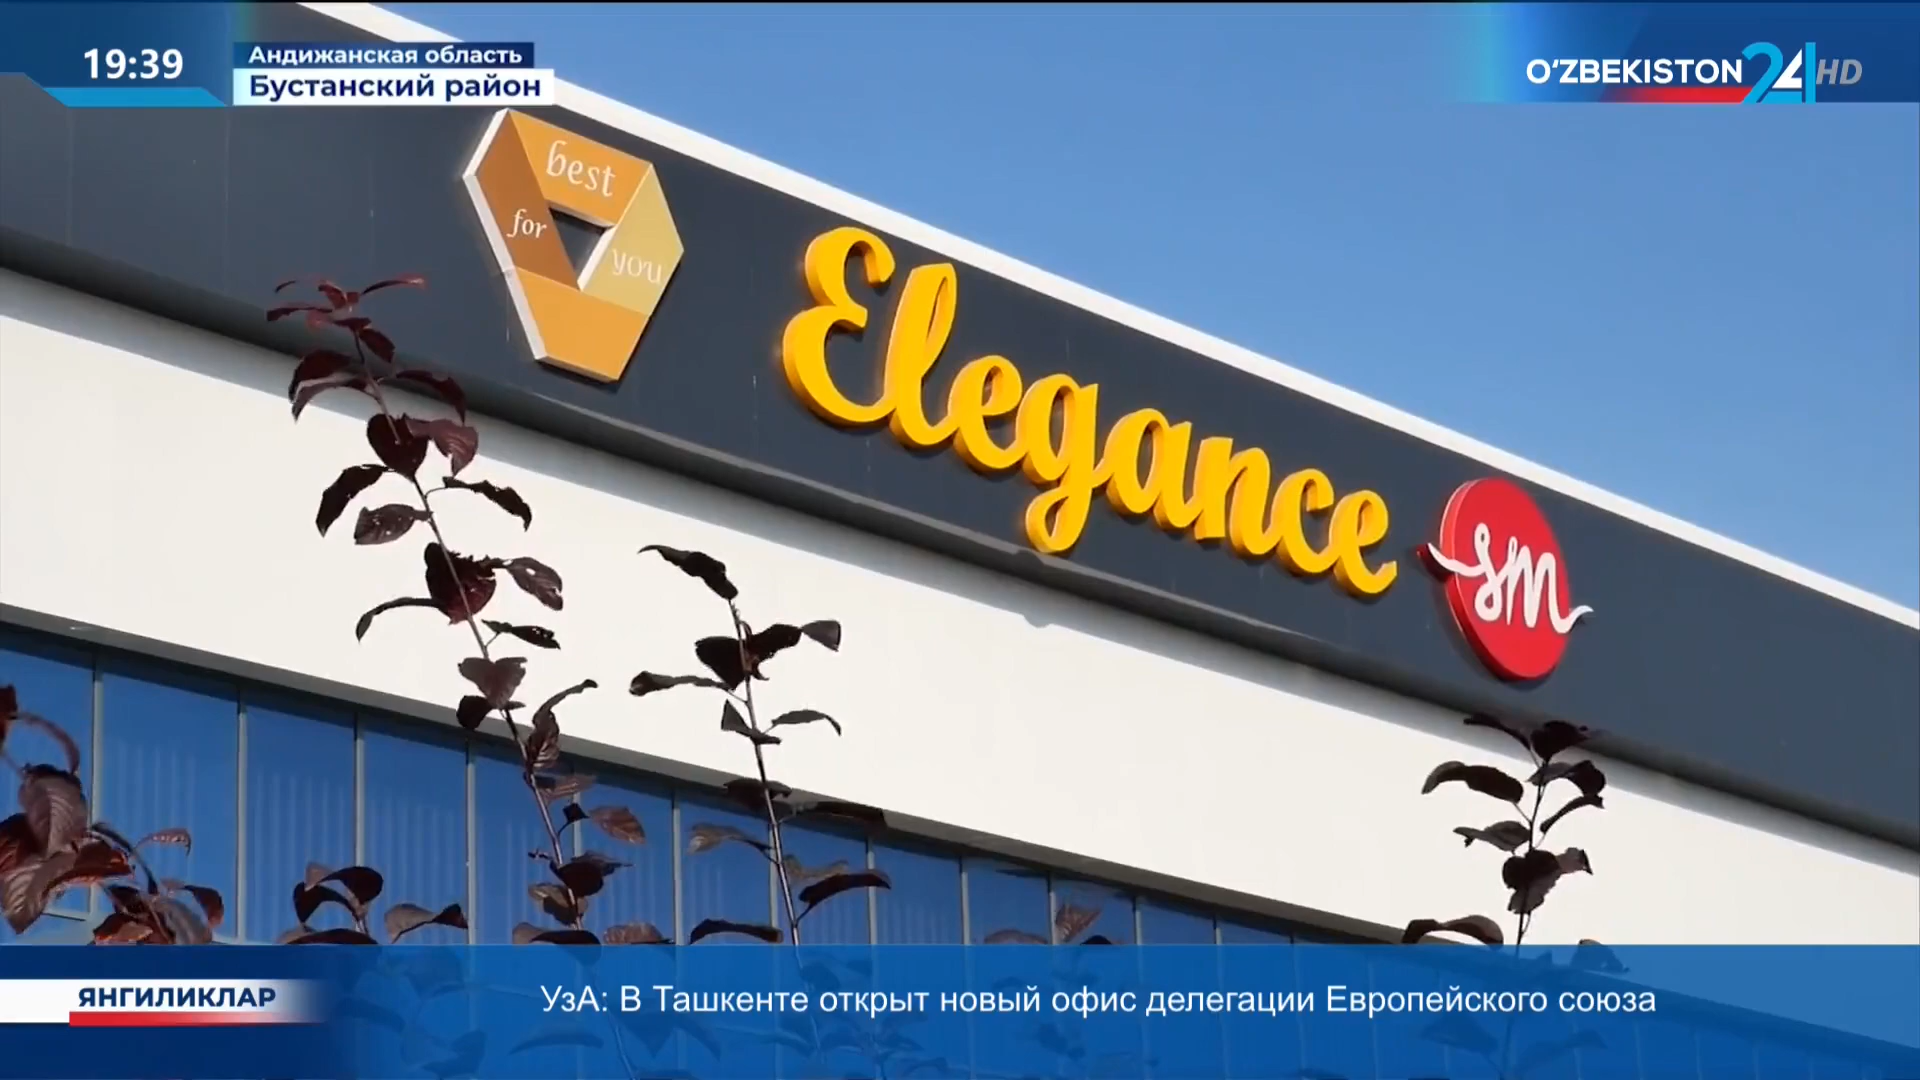 19:39
Андижанская область
Бустанский район
O‘ZBEKISTON 24 HD
best
for
you
Elegance
sm
ЯНГИЛИКЛАР
УзА: В Ташкенте открыт новый офис делегации Европейского союза